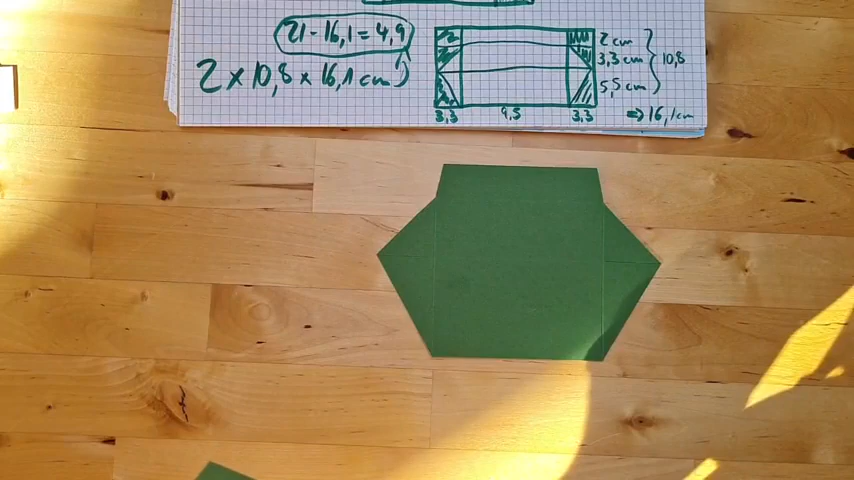 21 - 16,1 = 4,9
2 x 10,8 x 16,1 cm
2 cm
3,3 cm
10,8
5,5 cm
3,3 9,5 3,3 => 16,1 cm